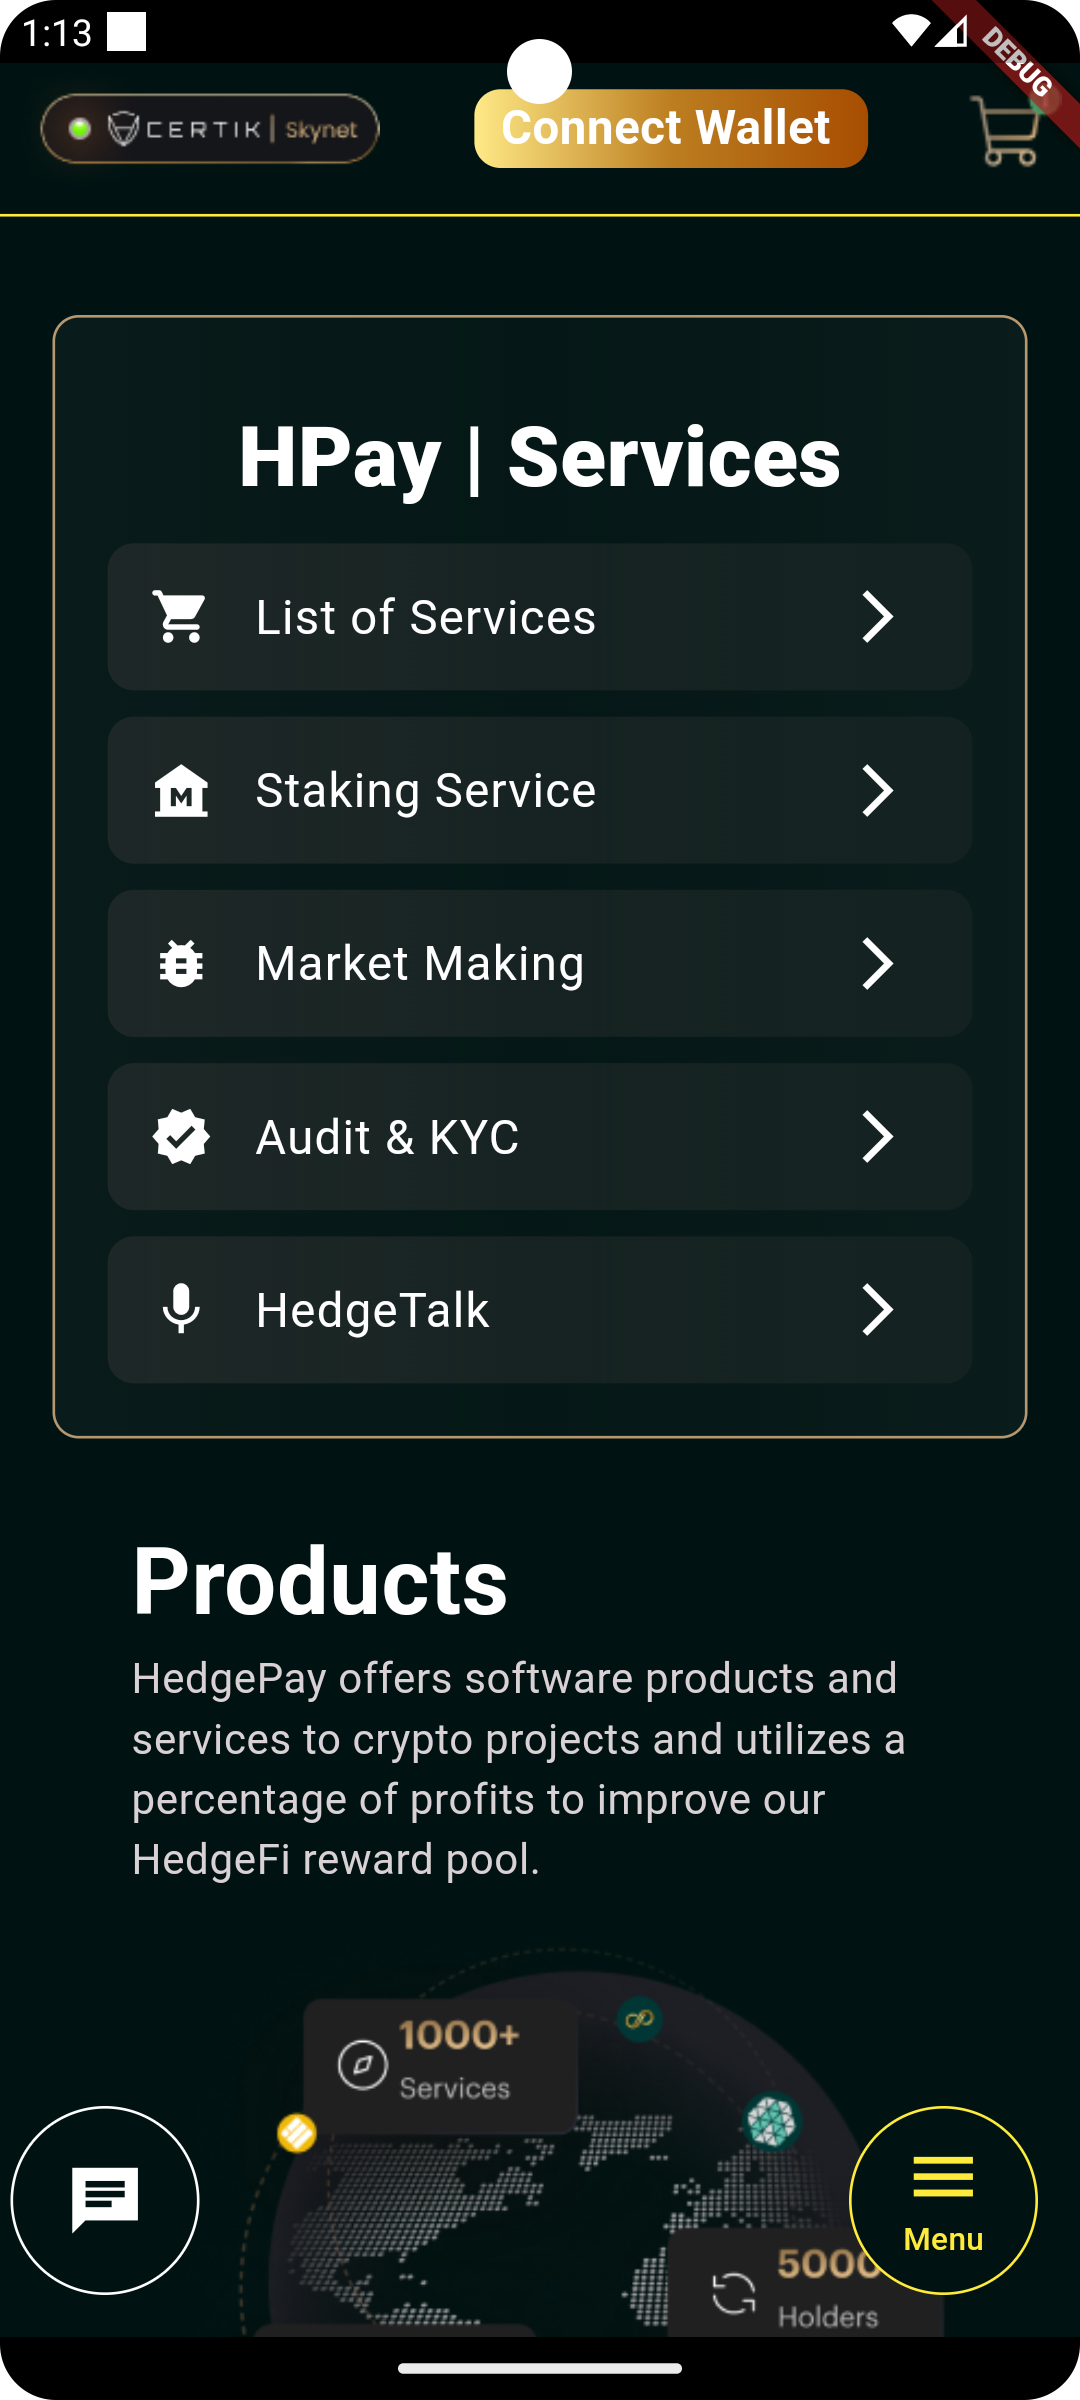 1:13
DEBUG
CERTIK | Skynet
Connect Wallet
HPay | Services
List of Services
Staking Service
Market Making
Audit & KYC
HedgeTalk
Products
HedgePay offers software products and
services to crypto projects and utilizes a
percentage of profits to improve our
HedgeFi reward pool.
1000+
Services
5000
Holders
Menu